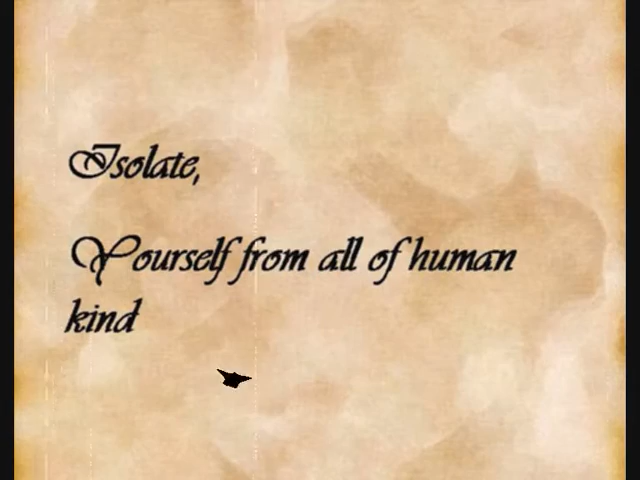 Isolate,
Yourself from all of human
kind